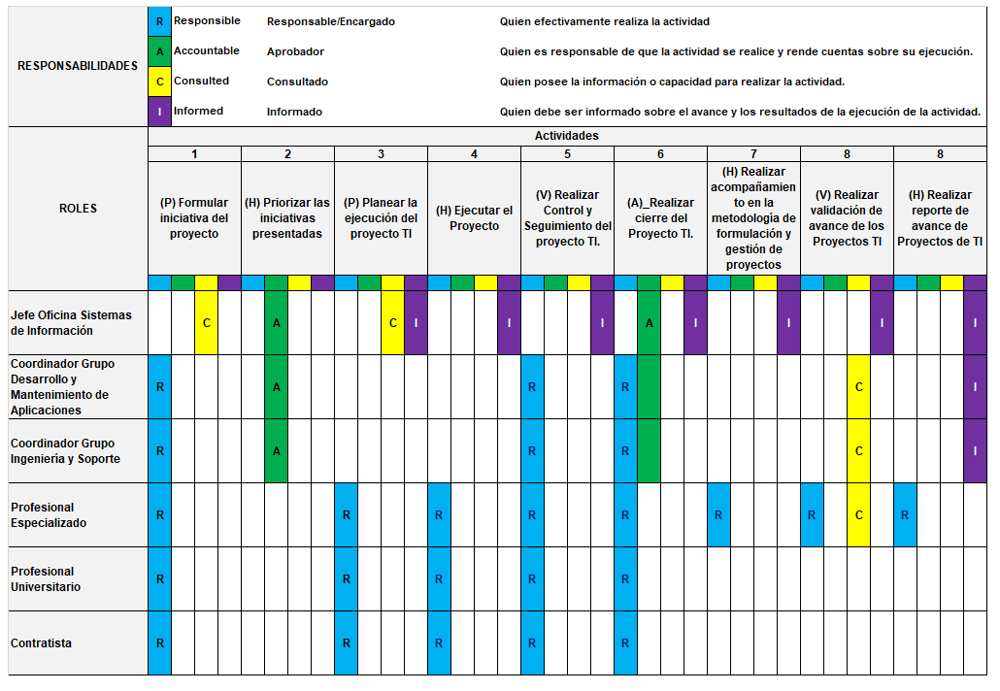 RESPONSABILIDADES
R Responsible Responsable/Encargado Quien efectivamente realiza la actividad
A Accountable Aprobador Quien es responsable de que la actividad se realice y rende cuentas sobre su ejecución.
C Consulted Consultado Quien posee la información o capacidad para realizar la actividad.
I Informed Informado Quien debe ser informado sobre el avance y los resultados de la ejecución de la actividad.
ROLES
Actividades
1 2 3 4 5 6 7 8 8
(P) Formular
iniciativa del
proyecto
(H) Priorizar las
iniciativas
presentadas
(P) Planear la
ejecución del
proyecto TI
(H) Ejecutar el
Proyecto
(V) Realizar
Control y
Seguimiento del
proyecto TI.
(A)_Realizar
cierre del
Proyecto TI.
(H) Realizar
acompañamien
to en la
metodología de
formulación y
gestión de
proyectos
(V) Realizar
validación de
avance de los
Proyectos TI
(H) Realizar
reporte de
avance de
Proyectos de TI
Jefe Oficina Sistemas
de Información
C A C I I I A I I I I
Coordinador Grupo
Desarrollo y
Mantenimiento de
Aplicaciones
R A R R C I
Coordinador Grupo
Ingeniería y Soporte
R A R R C I
Profesional
Especializado
R R R R R R R C R
Profesional
Universitario
R R R R R
Contratista
R R R R R